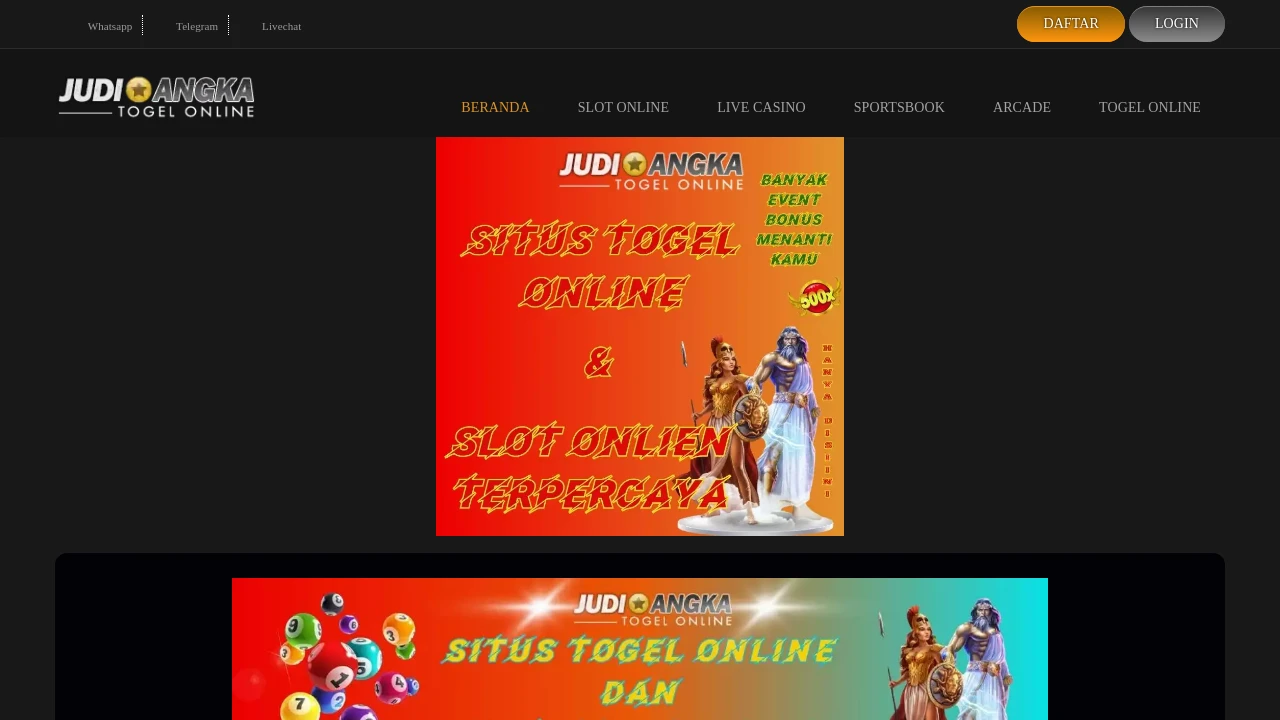 Whatsapp
Telegram
Livechat
DAFTAR
LOGIN
JUDI ANGKA
TOGEL ONLINE
BERANDA
SLOT ONLINE
LIVE CASINO
SPORTSBOOK
ARCADE
TOGEL ONLINE
JUDI ANGKA
TOGEL ONLINE
BANYAK
EVENT
BONUS
MENANTI
KAMU
SITUS TOGEL
ONLINE
500x
&
HANYA DISINI
SLOT ONLIEN
TERPERCAYA
JUDI ANGKA
TOGEL ONLINE
SITUS TOGEL ONLINE
DAN